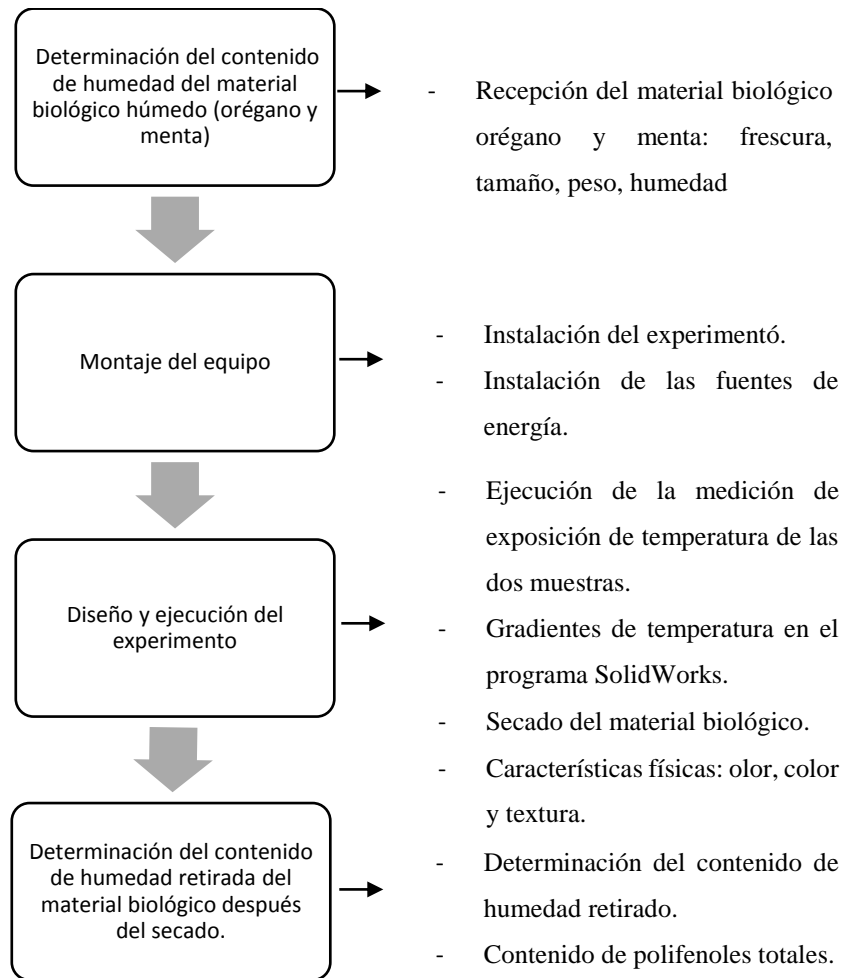 Determinación del contenido
de humedad del material
biológico húmedo (orégano y
menta)
- Recepción del material biológico
orégano y menta: frescura,
tamaño, peso, humedad
Montaje del equipo
- Instalación del experimentó.
- Instalación de las fuentes de
energía.
Diseño y ejecución del
experimento
- Ejecución de la medición de
exposición de temperatura de las
dos muestras.
- Gradientes de temperatura en el
programa SolidWorks.
- Secado del material biológico.
- Características físicas: olor, color
y textura.
Determinación del contenido
de humedad retirada del
material biológico después
del secado.
- Determinación del contenido de
humedad retirado.
- Contenido de polifenoles totales.